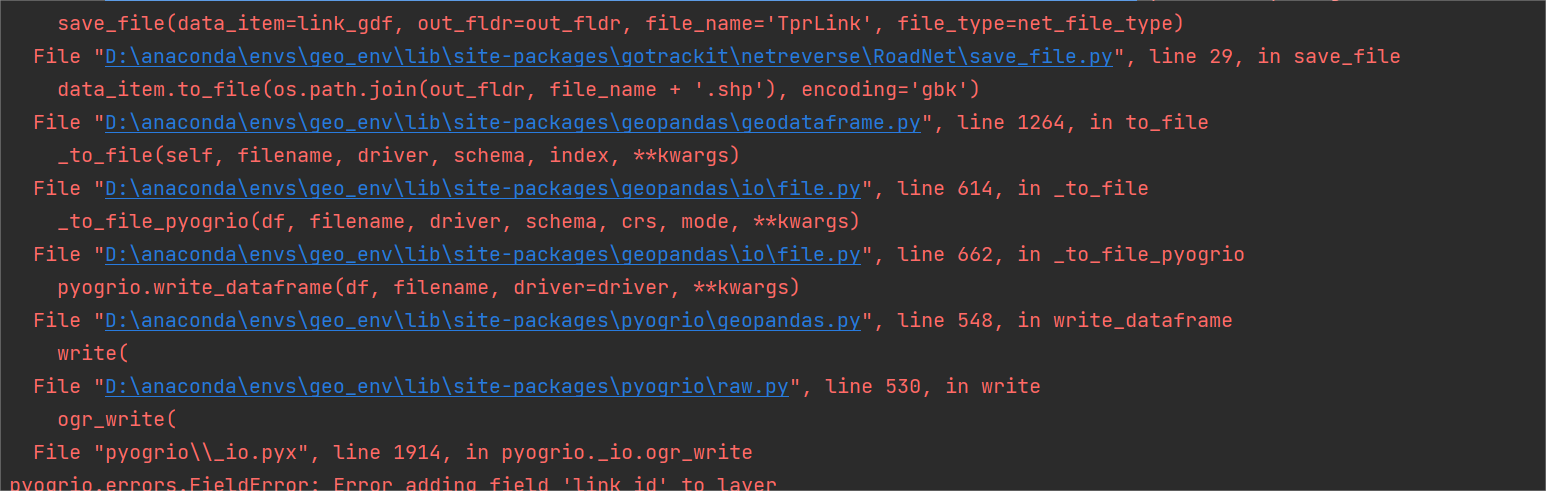 save_file(data_item=link_gdf, out_fldr=out_fldr, file_name='TprLink', file_type=net_file_type)
File "D:\anaconda\envs\geo_env\lib\site-packages\gotrackit\netreverse\RoadNet\save_file.py", line 29, in save_file
data_item.to_file(os.path.join(out_fldr, file_name + '.shp'), encoding='gbk')
File "D:\anaconda\envs\geo_env\lib\site-packages\geopandas\geodataframe.py", line 1264, in to_file
_to_file(self, filename, driver, schema, index, **kwargs)
File "D:\anaconda\envs\geo_env\lib\site-packages\geopandas\io\file.py", line 614, in _to_file
_to_file_pyogrio(df, filename, driver, schema, crs, mode, **kwargs)
File "D:\anaconda\envs\geo_env\lib\site-packages\geopandas\io\file.py", line 662, in _to_file_pyogrio
pyogrio.write_dataframe(df, filename, driver=driver, **kwargs)
File "D:\anaconda\envs\geo_env\lib\site-packages\pyogrio\geopandas.py", line 548, in write_dataframe
write(
File "D:\anaconda\envs\geo_env\lib\site-packages\pyogrio\raw.py", line 530, in write
ogr_write(
File "pyogrio\\_io.pyx", line 1914, in pyogrio._io.ogr_write
pyogrio.errors.FieldError: Error adding field 'link_id' to layer